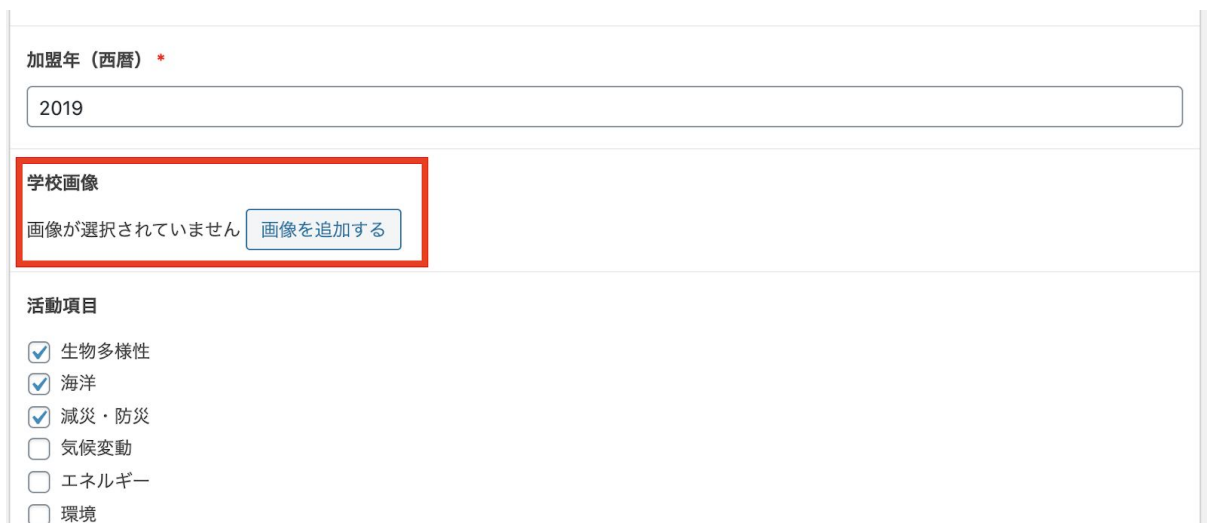 加盟年（西暦） *
2019
学校画像
画像が選択されていません 画像を追加する
活動項目
生物多様性
海洋
減災・防災
気候変動
エネルギー
環境